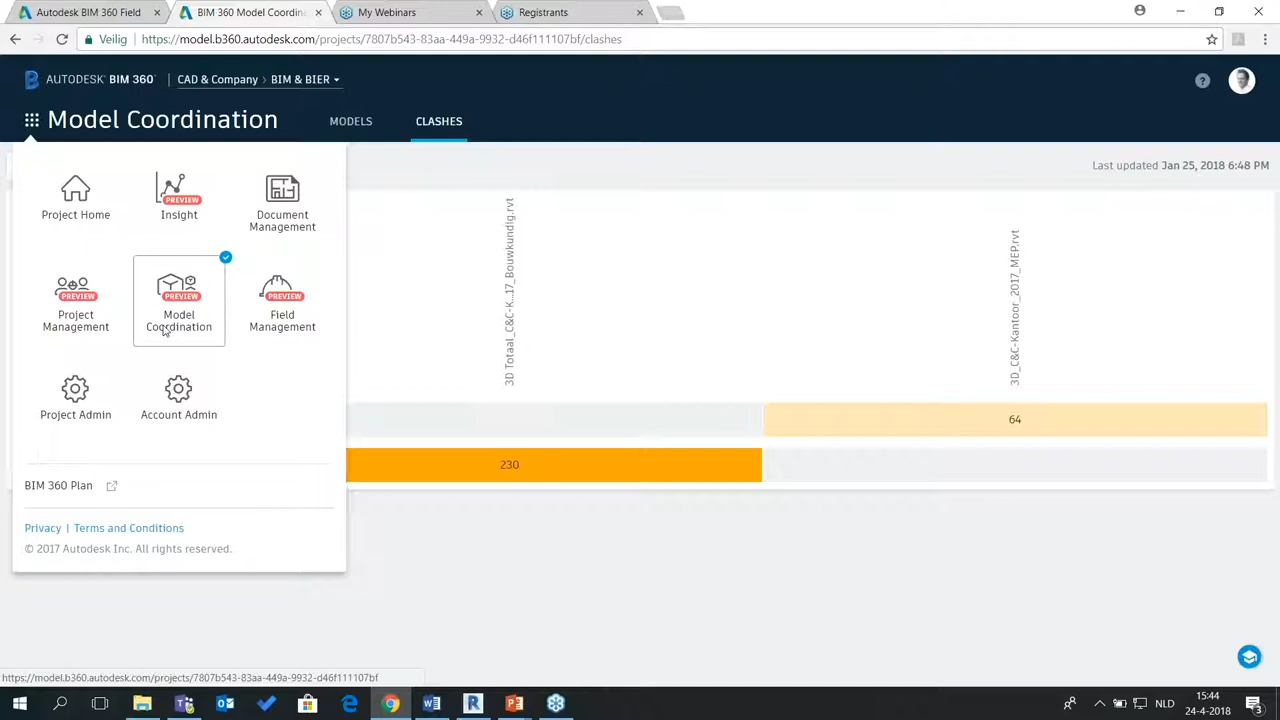 Autodesk BIM 360 Field
BIM 360 Model Coordin
My Webinars
Registrants
Veilig
https://model.b360.autodesk.com/projects/7807b543-83aa-449a-9932-d46f111107bf/clashes
AUTODESK® BIM 360®
CAD & Company > BIM & BIER
Model Coordination
MODELS
CLASHES
Last updated Jan 25, 2018 6:48 PM
PREVIEW
Project Home
Insight
Document
Management
PREVIEW
PREVIEW
PREVIEW
Project
Management
Model
Coordination
Field
Management
Project Admin
Account Admin
BIM 360 Plan
Privacy | Terms and Conditions
© 2017 Autodesk Inc. All rights reserved.
3D Totaal_C&C-K...17_Bouwkundig.rvt
3D_C&C-Kantoor_2017_MEP.rvt
64
230
https://model.b360.autodesk.com/projects/7807b543-83aa-449a-9932-d46f111107bf
NLD
15:44
24-4-2018
3